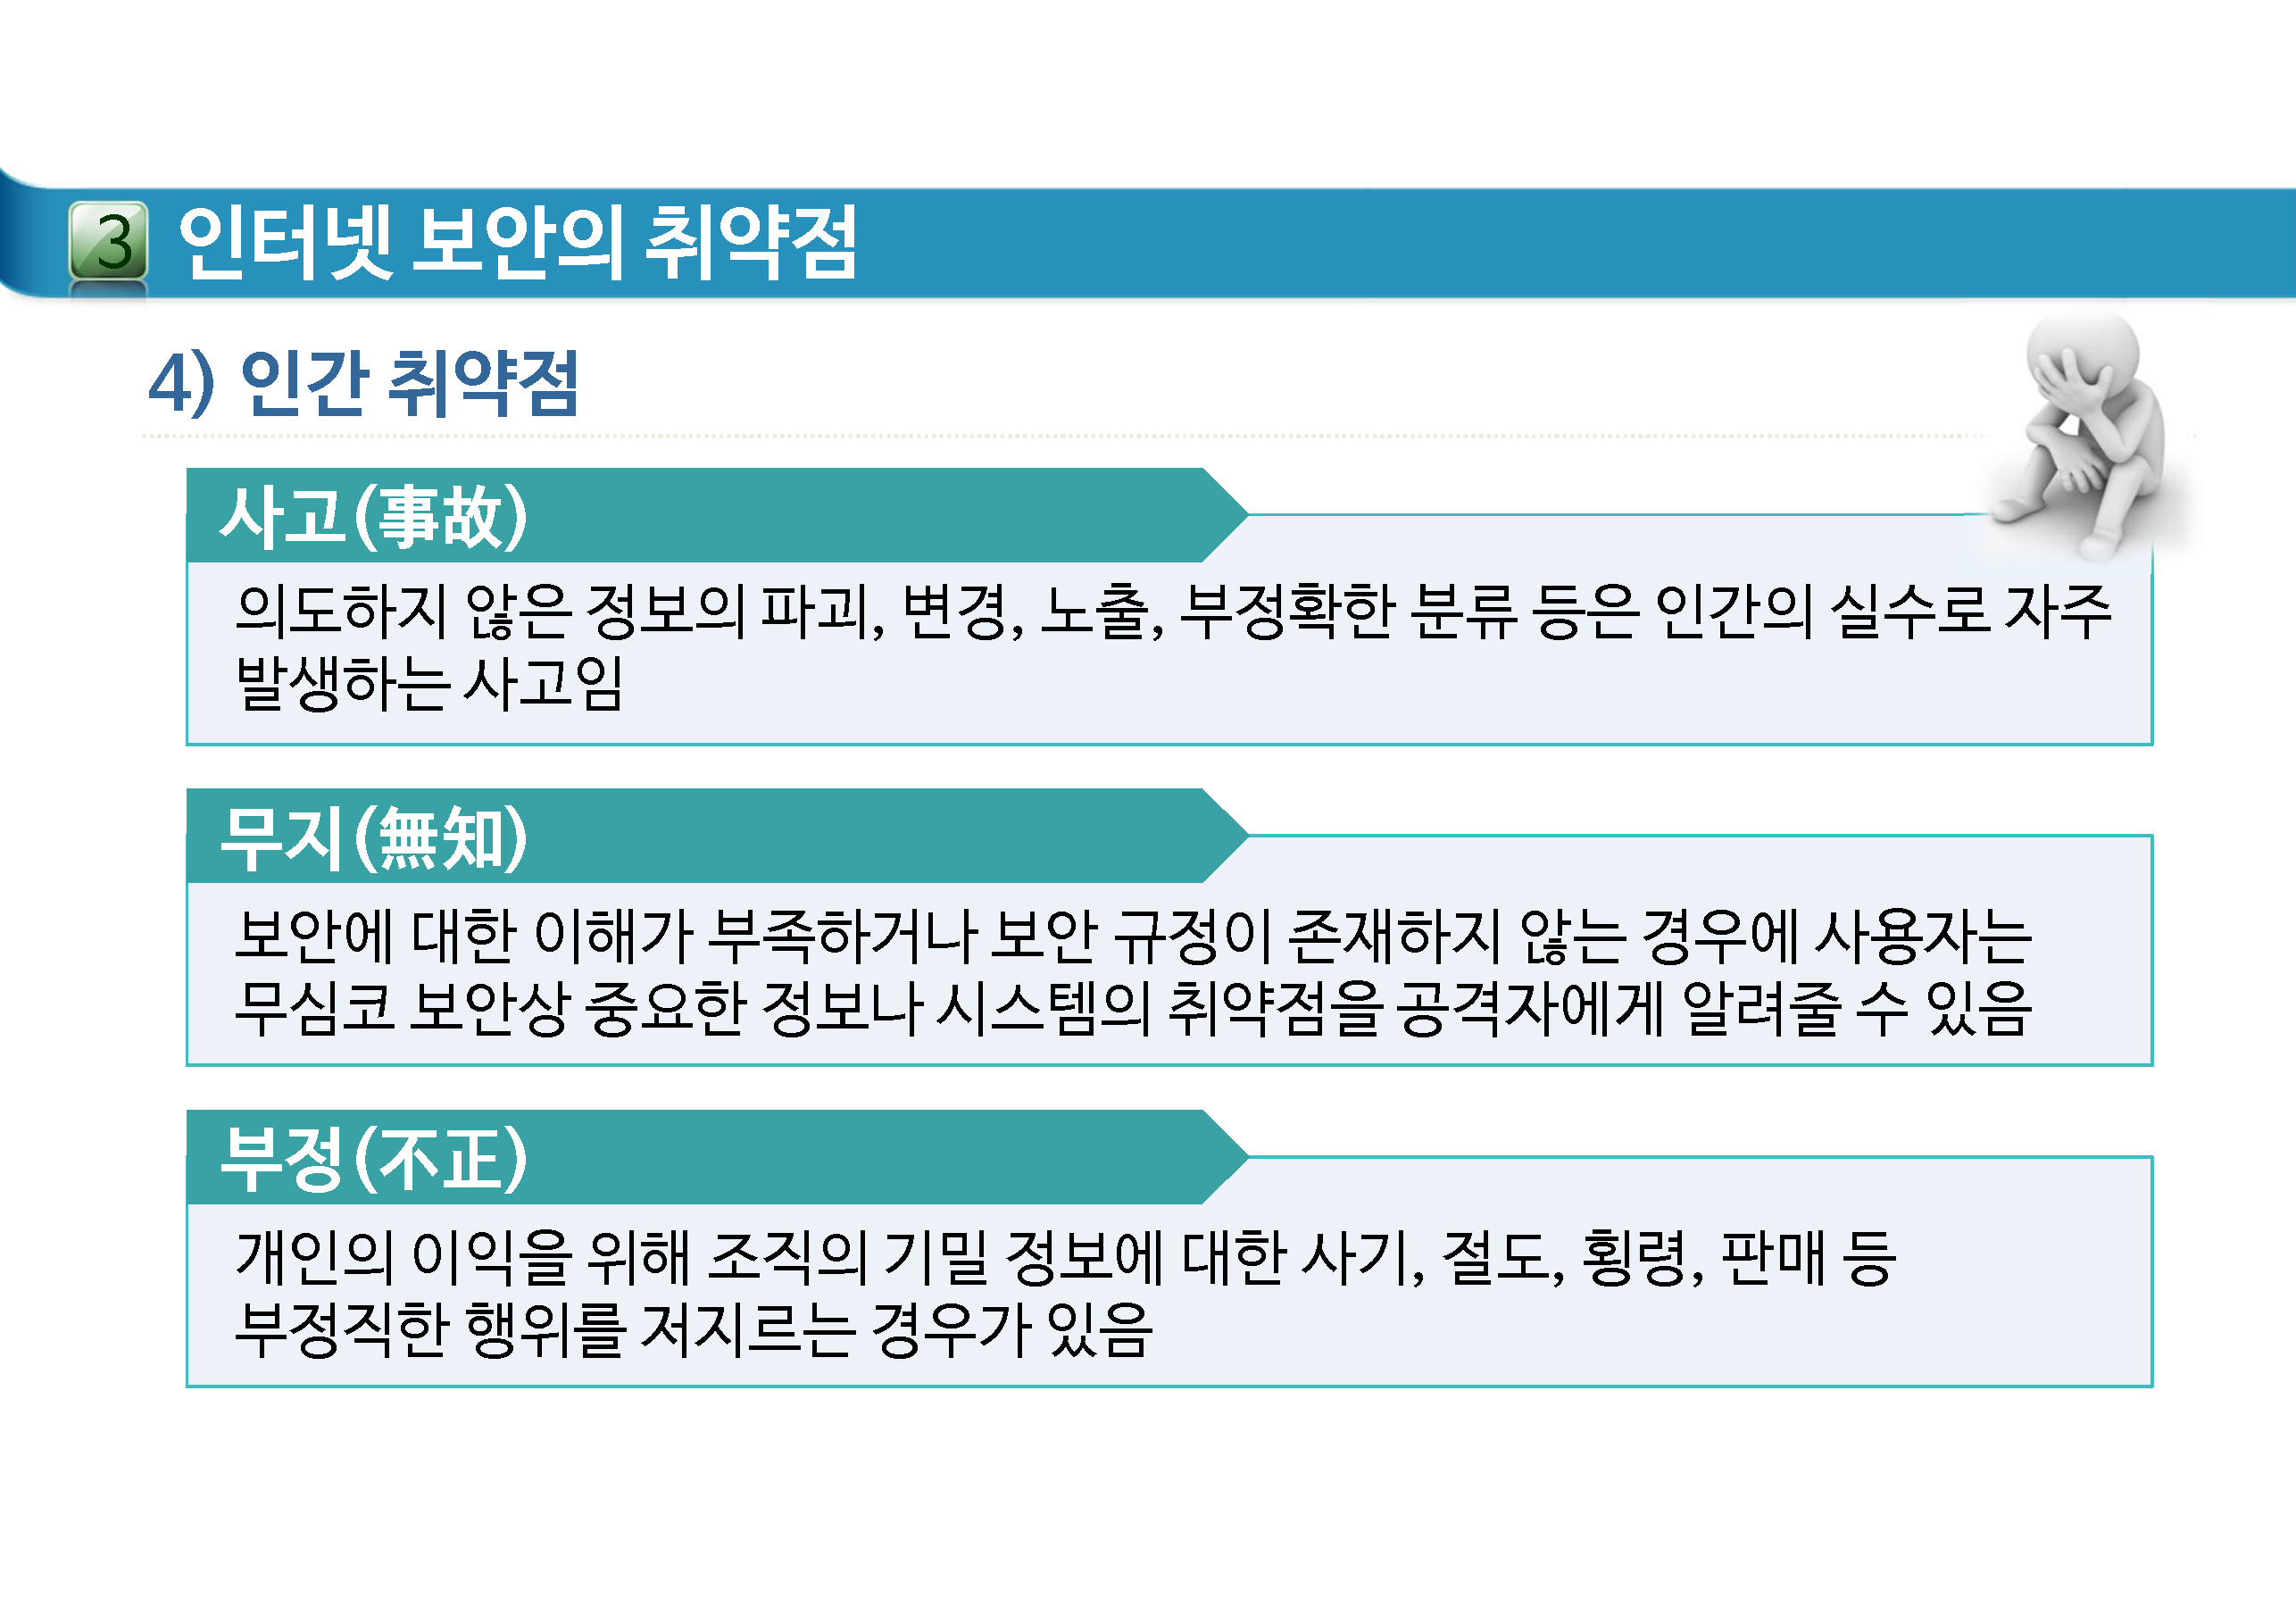 3 인터넷 보안의 취약점
4) 인간 취약점
사고(事故)
의도하지 않은 정보의 파괴, 변경, 노출, 부정확한 분류 등은 인간의 실수로 자주
발생하는 사고임
무지(無知)
보안에 대한 이해가 부족하거나 보안 규정이 존재하지 않는 경우에 사용자는
무심코 보안상 중요한 정보나 시스템의 취약점을 공격자에게 알려줄 수 있음
부정(不正)
개인의 이익을 위해 조직의 기밀 정보에 대한 사기, 절도, 횡령, 판매 등
부정직한 행위를 저지르는 경우가 있음